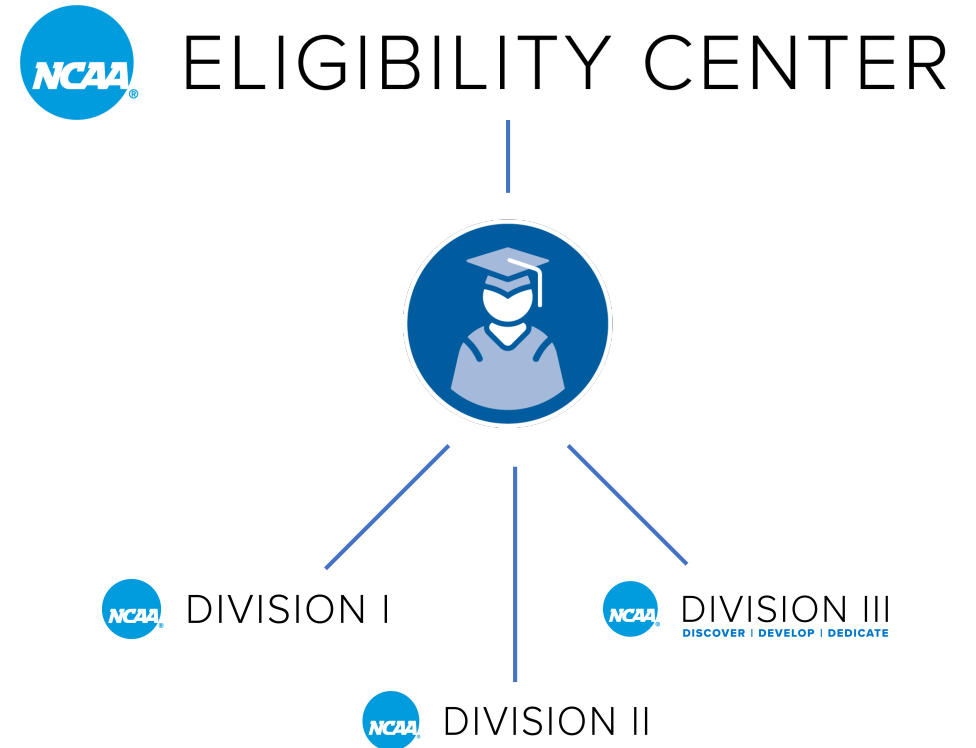 NCAA® ELIGIBILITY CENTER
NCAA® DIVISION I
NCAA® DIVISION III
DISCOVER | DEVELOP | DEDICATE
NCAA® DIVISION II